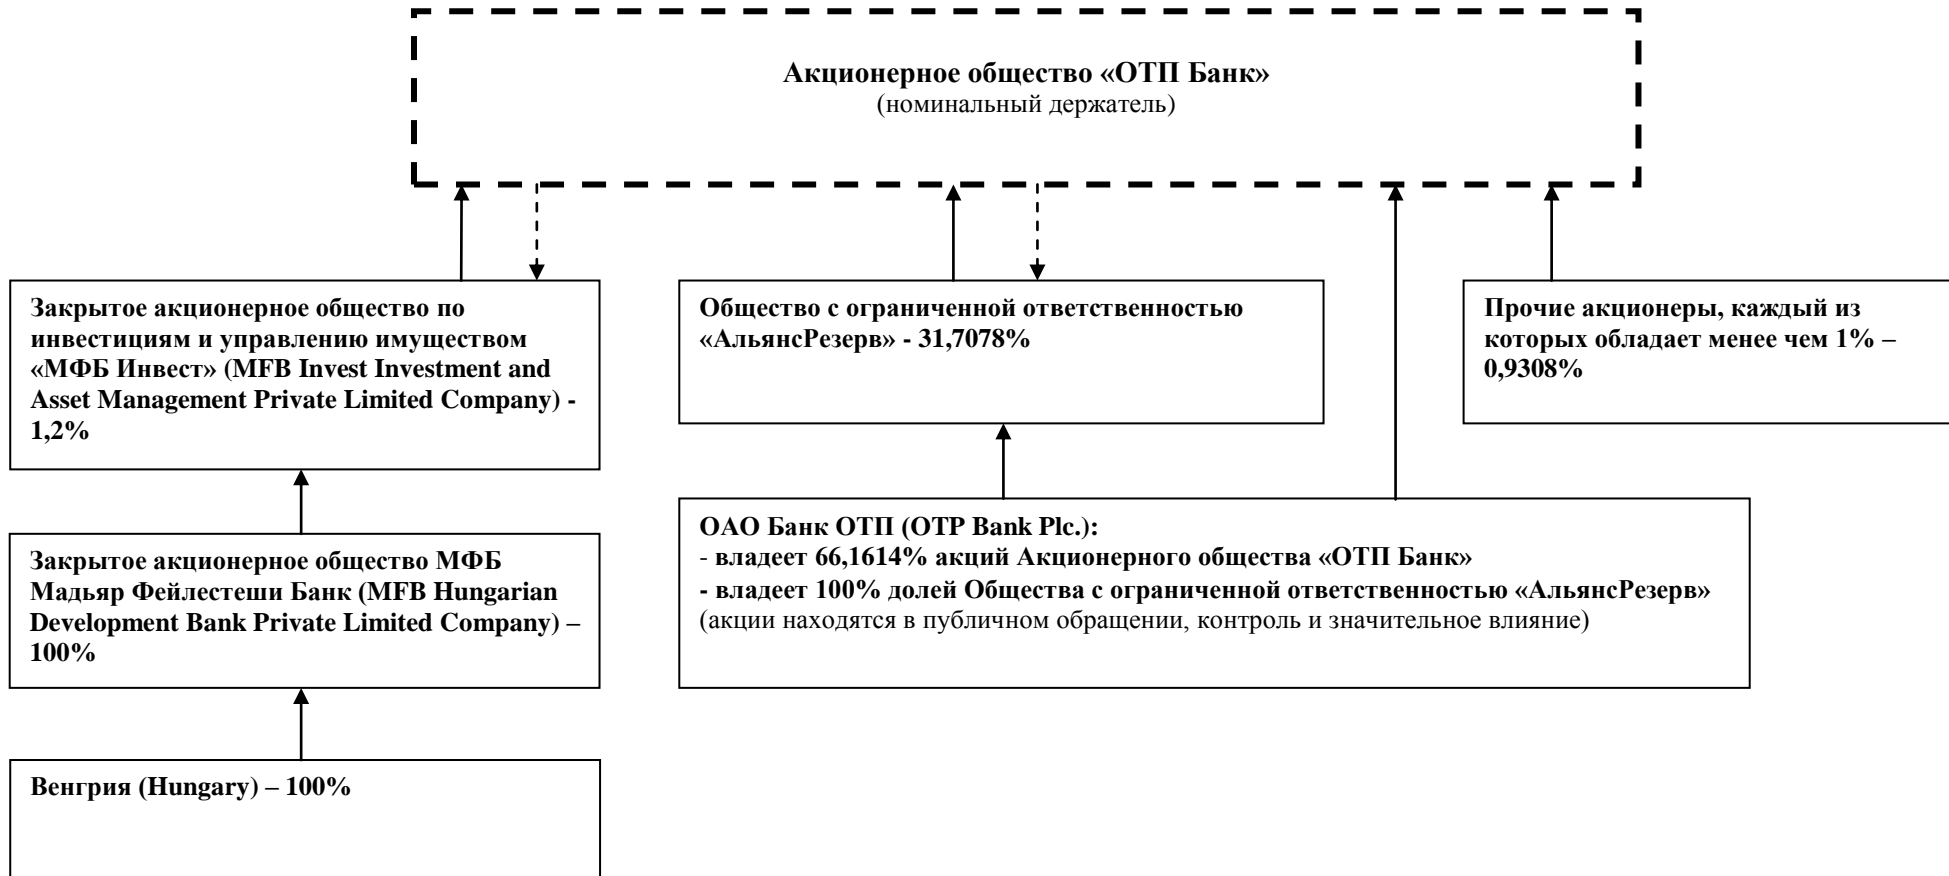 Акционерное общество «ОТП Банк»
(номинальный держатель)
Закрытое акционерное общество по
инвестициям и управлению имуществом
«МФБ Инвест» (MFB Invest Investment and
Asset Management Private Limited Company) -
1,2%
Общество с ограниченной ответственностью
«АльянсРезерв» - 31,7078%
Прочие акционеры, каждый из
которых обладает менее чем 1% –
0,9308%
Закрытое акционерное общество МФБ
Мадьяр Фейлестеши Банк (MFB Hungarian
Development Bank Private Limited Company) –
100%
ОАО Банк ОТП (OTP Bank Plc.):
- владеет 66,1614% акций Акционерного общества «ОТП Банк»
- владеет 100% долей Общества с ограниченной ответственностью «АльянсРезерв»
(акции находятся в публичном обращении, контроль и значительное влияние)
Венгрия (Hungary) – 100%